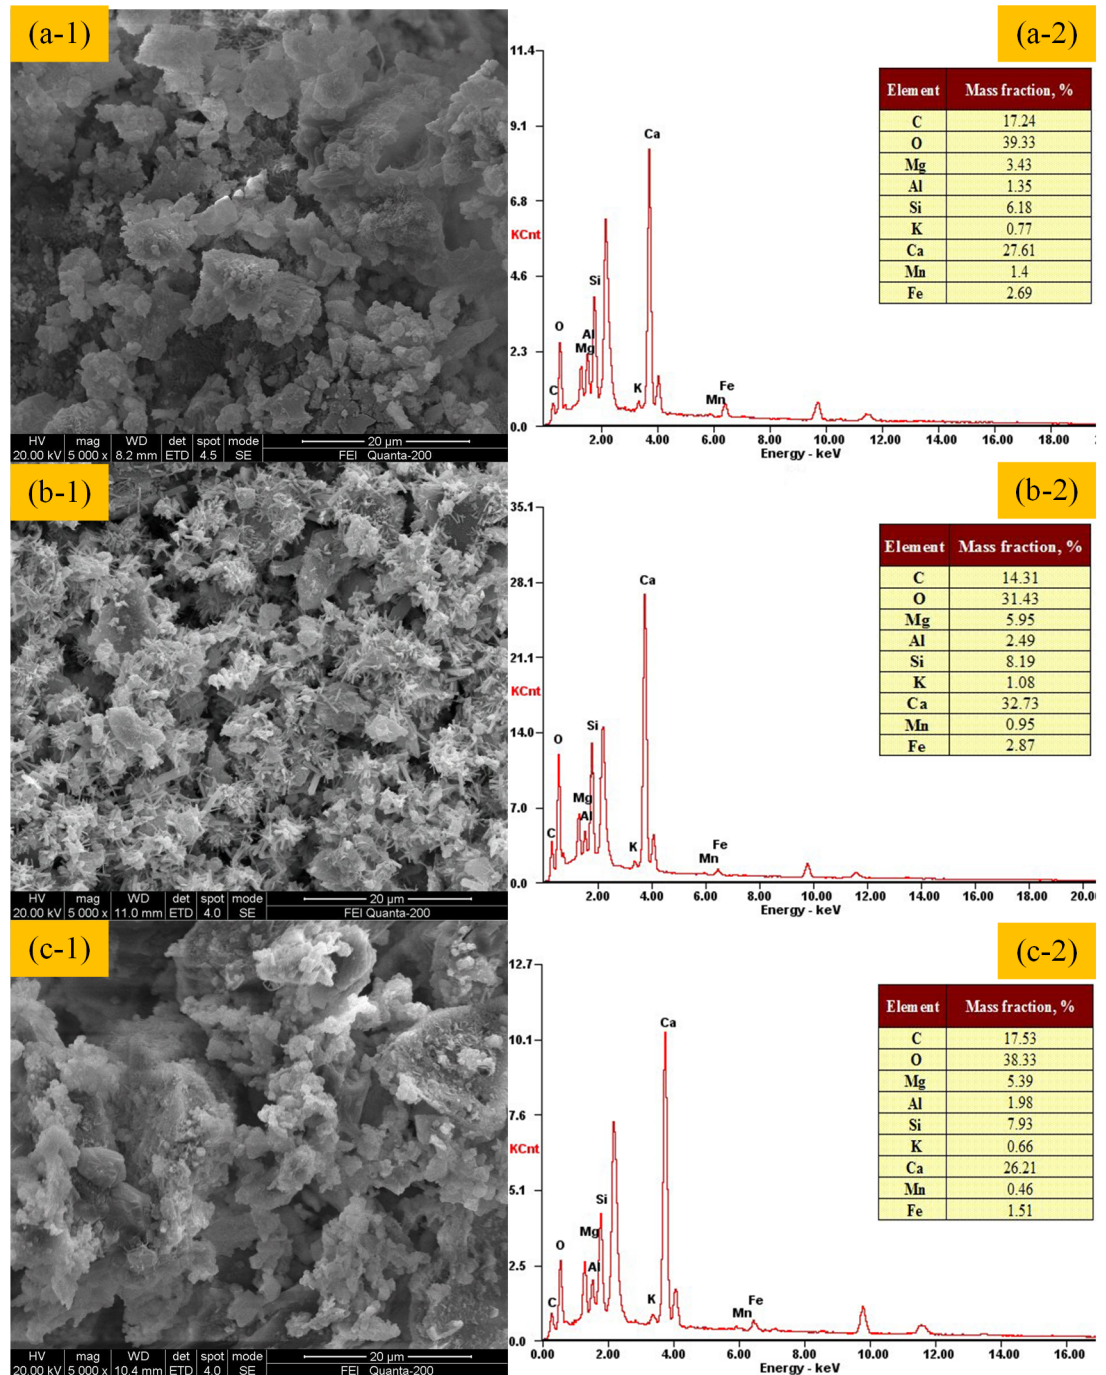 (a-1)
HV mag WD det spot mode
20.00 kV 5 000 x 8.2 mm ETD 4.5 SE
20 µm
FEI Quanta-200
(a-2)
11.4
9.1
6.8
KCnt
4.6
2.3
0.0
C
O
Mg
Al
Si
K
Ca
Mn
Fe
2.00 4.00 6.00 8.00 10.00 12.00 14.00 16.00 18.00 2
Energy - keV
Element Mass fraction, %
C 17.24
O 39.33
Mg 3.43
Al 1.35
Si 6.18
K 0.77
Ca 27.61
Mn 1.4
Fe 2.69
(b-1)
HV mag WD det spot mode
20.00 kV 5 000 x 11.0 mm ETD 4.0 SE
20 µm
FEI Quanta-200
(b-2)
35.1
28.1
21.1
KCnt
14.0
7.0
0.0
C
O
Mg
Al
Si
K
Ca
Mn
Fe
2.00 4.00 6.00 8.00 10.00 12.00 14.00 16.00 18.00 20.00
Energy - keV
Element Mass fraction, %
C 14.31
O 31.43
Mg 5.95
Al 2.49
Si 8.19
K 1.08
Ca 32.73
Mn 0.95
Fe 2.87
(c-1)
HV mag WD det spot mode
20.00 kV 5 000 x 10.4 mm ETD 4.0 SE
20 µm
FEI Quanta-200
(c-2)
12.7
10.1
7.6
KCnt
5.1
2.5
0.0
C
O
Mg
Al
Si
K
Ca
Mn
Fe
0.00 2.00 4.00 6.00 8.00 10.00 12.00 14.00 16.00
Energy - keV
Element Mass fraction, %
C 17.53
O 38.33
Mg 5.39
Al 1.98
Si 7.93
K 0.66
Ca 26.21
Mn 0.46
Fe 1.51